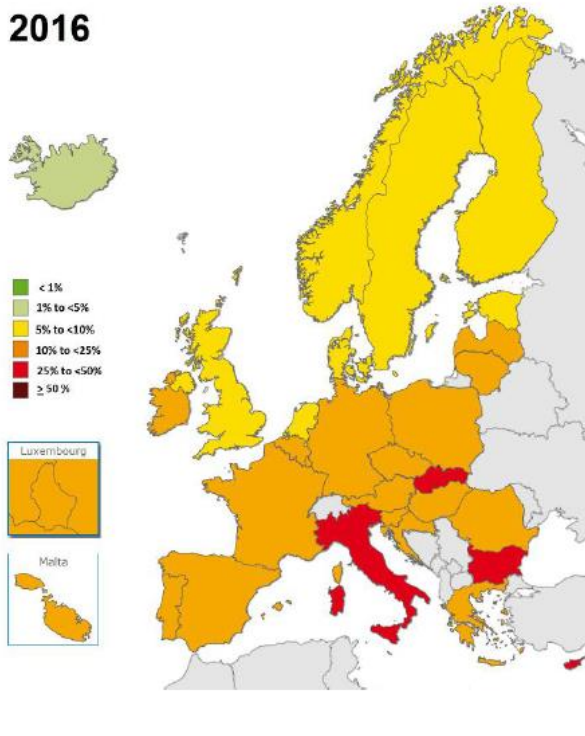 2016
< 1%
1% to <5%
5% to <10%
10% to <25%
25% to <50%
≥ 50 %
Luxembourg
Malta